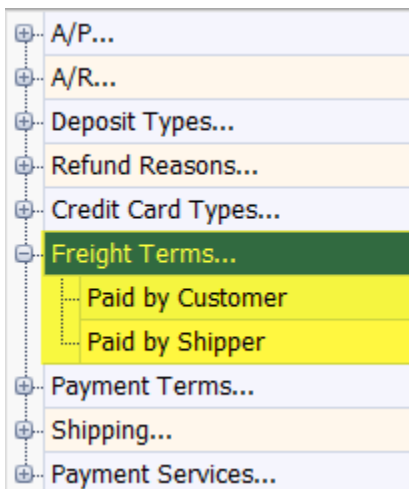 A/P...
A/R...
Deposit Types...
Refund Reasons...
Credit Card Types...
Freight Terms...
Paid by Customer
Paid by Shipper
Payment Terms...
Shipping...
Payment Services...